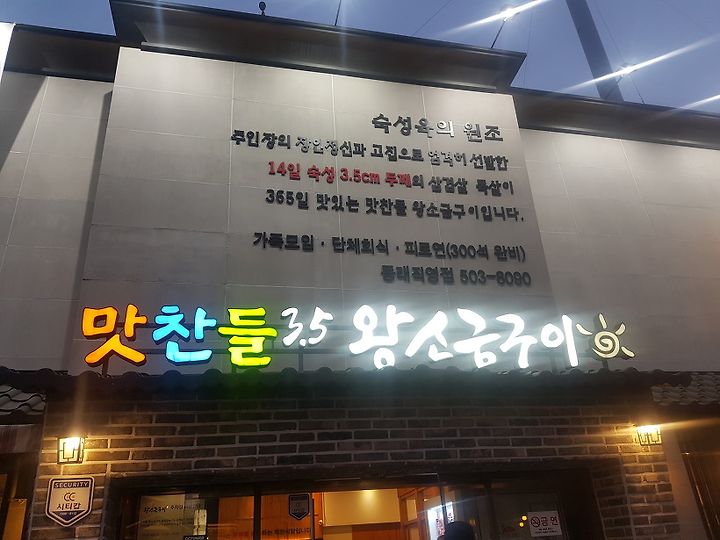 숙성육의 원조
주인장의 장인정신과 고집으로 엄격히 선발한
14일 숙성 3.5cm 두께의 삼겹살 목살이
365일 맛있는 맛찬들 왕소금구이입니다.
가족모임 · 단체회식 · 피로연(300석 완비)
동래직영점 503-8090
맛찬들 3.5 왕소금구이
SECURITY
시티캅
금연